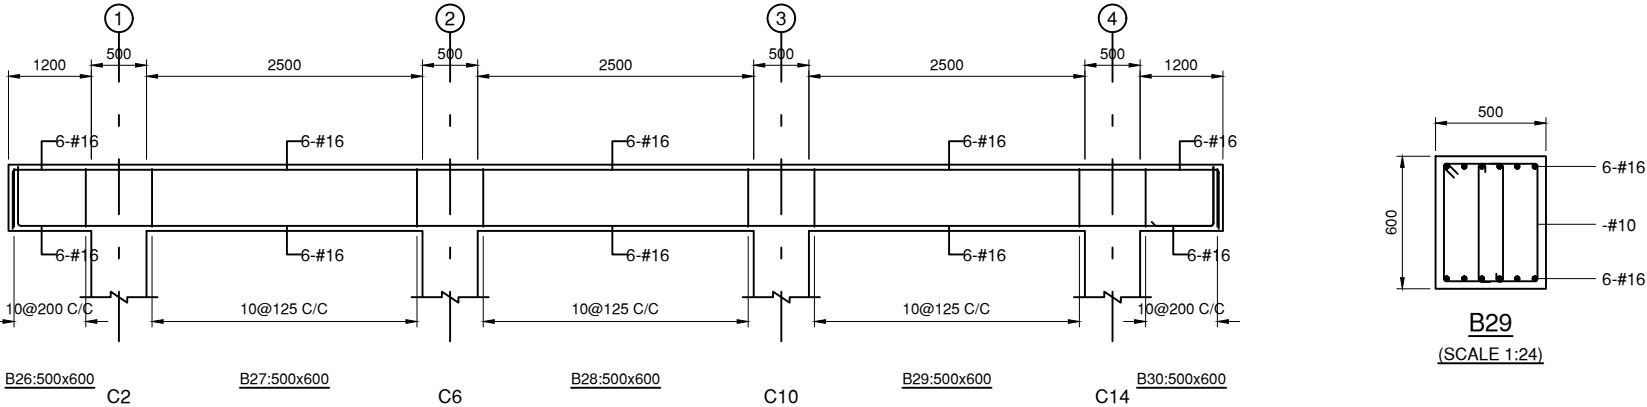 1 2 3 4
500 500 500 500
1200 2500 2500 2500 1200
500
6-#16 6-#16 6-#16 6-#16 6-#16
6-#16
600
-#10
6-#16 6-#16 6-#16 6-#16 6-#16
6-#16
10@200 C/C 10@125 C/C 10@125 C/C 10@125 C/C 10@200 C/C
B29
(SCALE 1:24)
B26:500x600 B27:500x600 B28:500x600 B29:500x600 B30:500x600
C2 C6 C10 C14